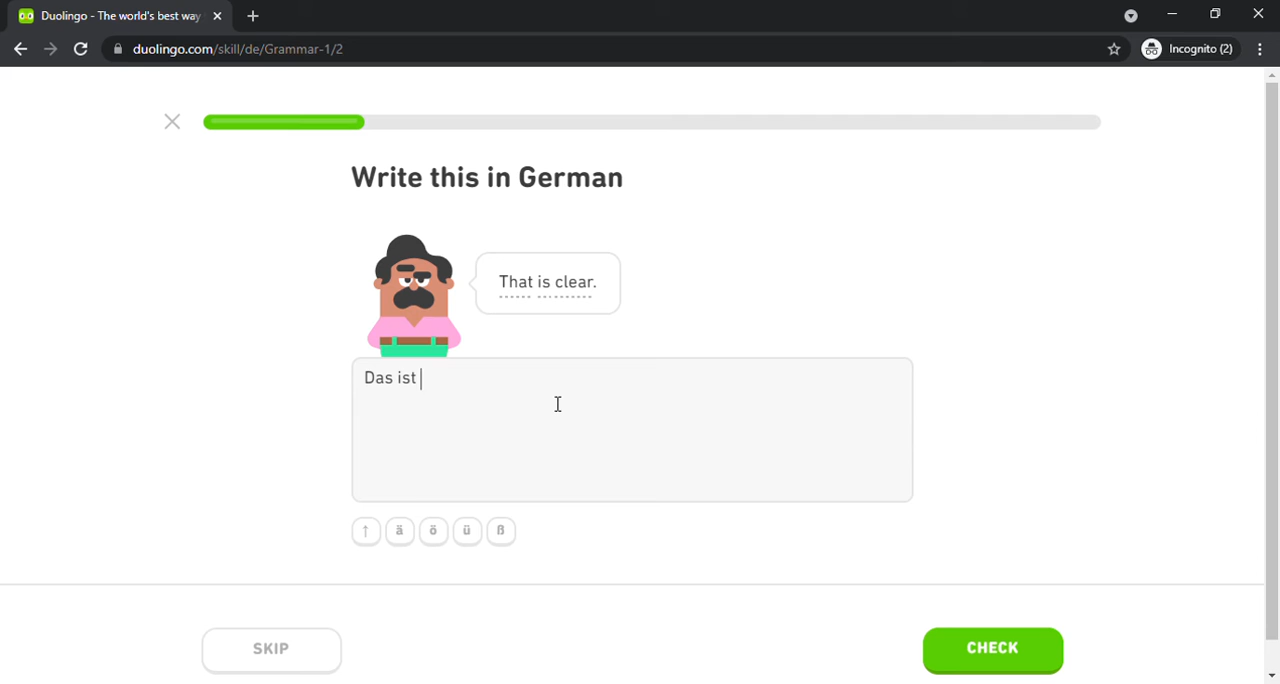 Duolingo - The world's best way
duolingo.com/skill/de/Grammar-1/2
Incognito (2)
Write this in German
That is clear.
Das ist
↑ ä ö ü ß
SKIP
CHECK